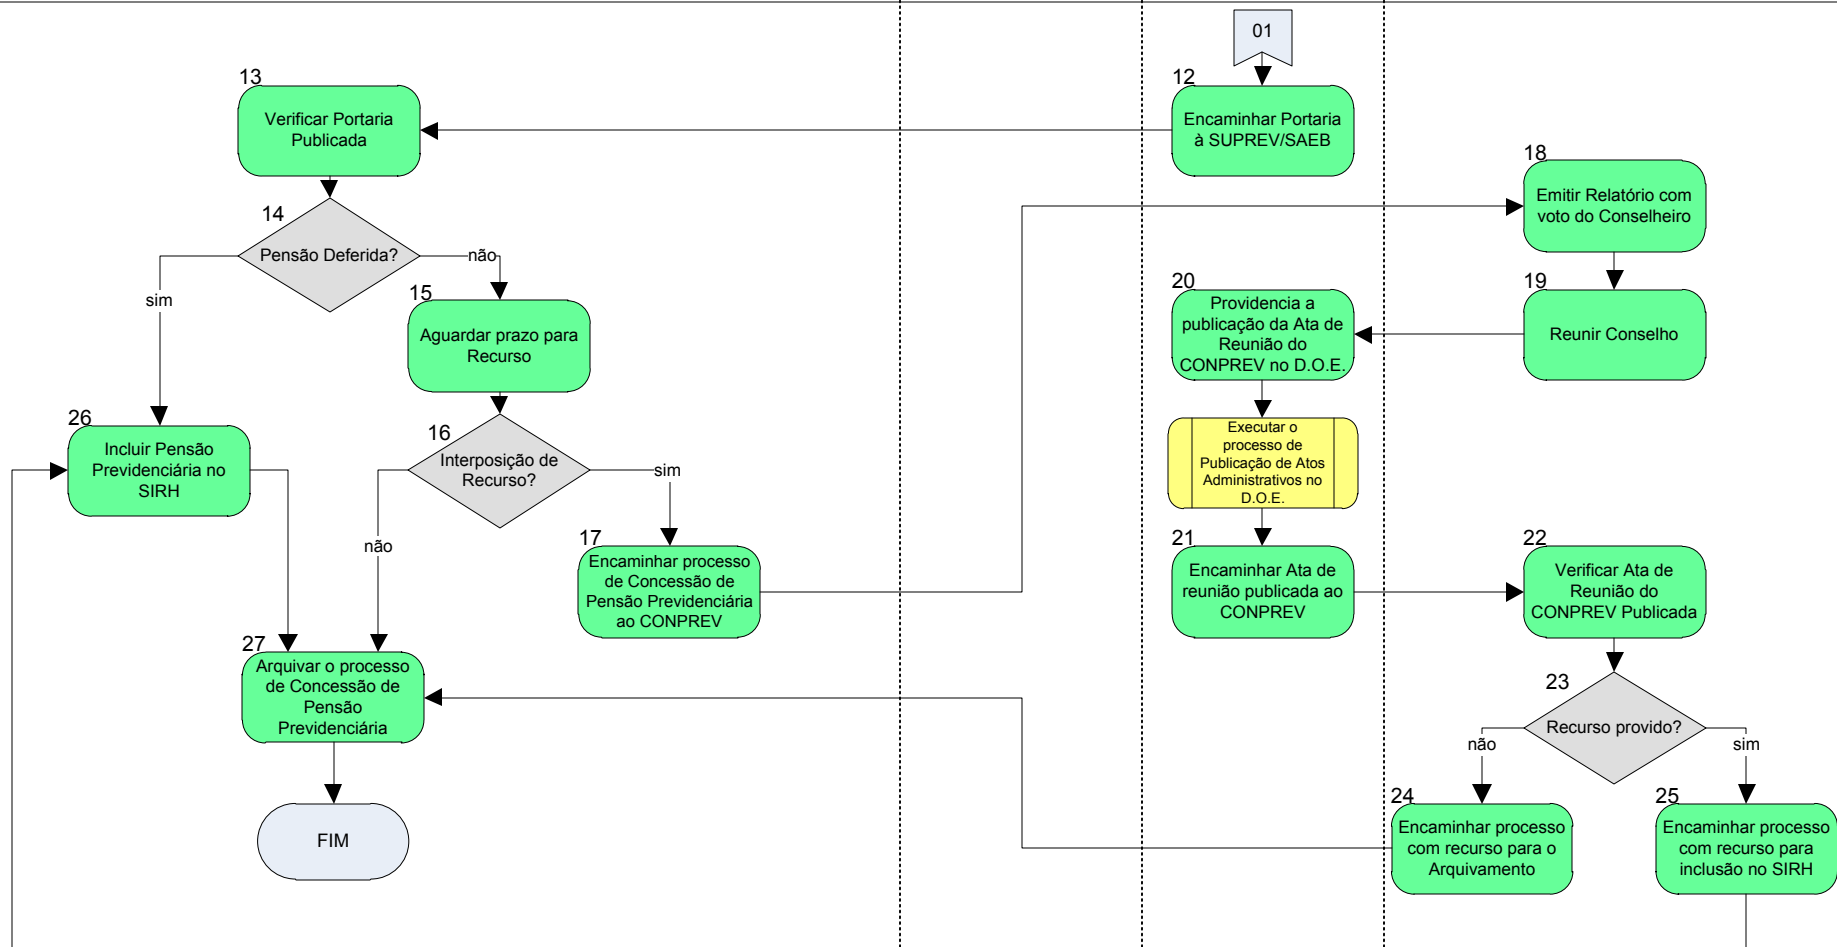 01
12
Encaminhar Portaria
à SUPREV/SAEB
13
Verificar Portaria
Publicada
14
Pensão Deferida?
sim
não
15
Aguardar prazo para
Recurso
16
Interposição de
Recurso?
não
sim
17
Encaminhar processo
de Concessão de
Pensão Previdenciária
ao CONPREV
18
Emitir Relatório com
voto do Conselheiro
19
Reunir Conselho
20
Providencia a
publicação da Ata de
Reunião do
CONPREV no D.O.E.
Executar o
processo de
Publicação de Atos
Administrativos no
D.O.E.
21
Encaminhar Ata de
reunião publicada ao
CONPREV
22
Verificar Ata de
Reunião do
CONPREV Publicada
23
Recurso provido?
não
sim
24
Encaminhar processo
com recurso para o
Arquivamento
25
Encaminhar processo
com recurso para
inclusão no SIRH
26
Incluir Pensão
Previdenciária no
SIRH
27
Arquivar o processo
de Concessão de
Pensão
Previdenciária
FIM